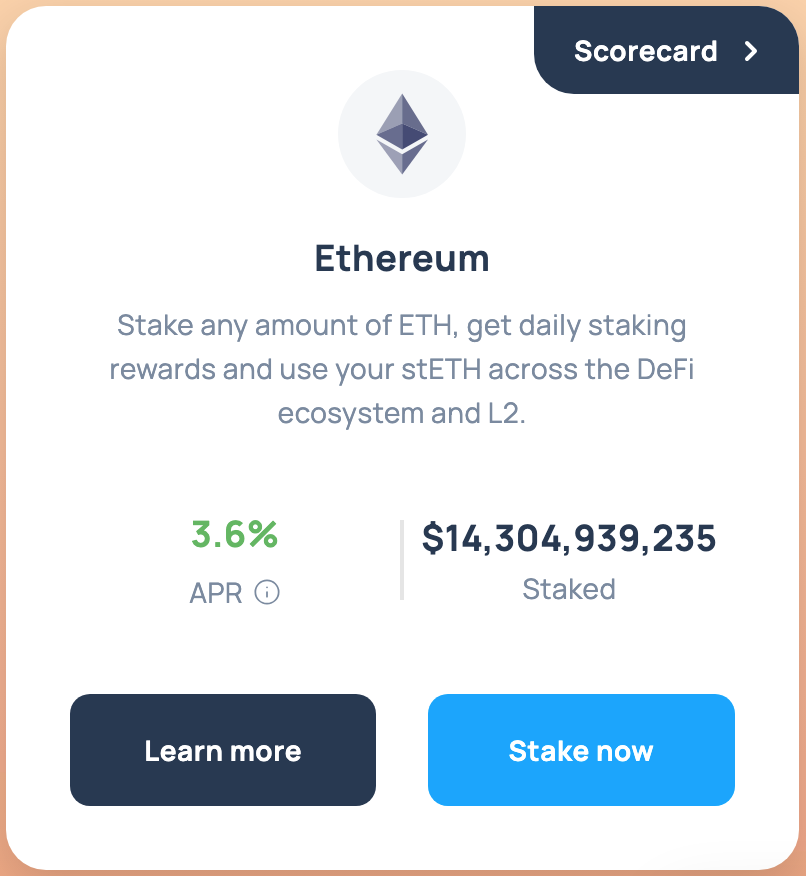 Scorecard
Ethereum
Stake any amount of ETH, get daily staking
rewards and use your stETH across the DeFi
ecosystem and L2.
3.6%
APR
$14,304,939,235
Staked
Learn more
Stake now